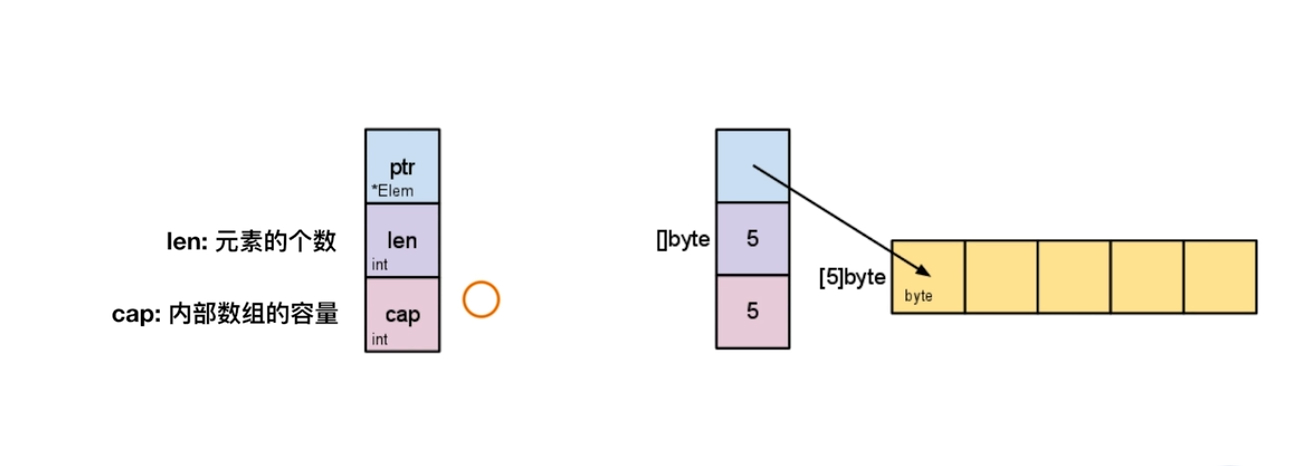 ptr
*Elem
len: 元素的个数
len
int
cap: 内部数组的容量
cap
int
[]byte
5
5
[5]byte
byte